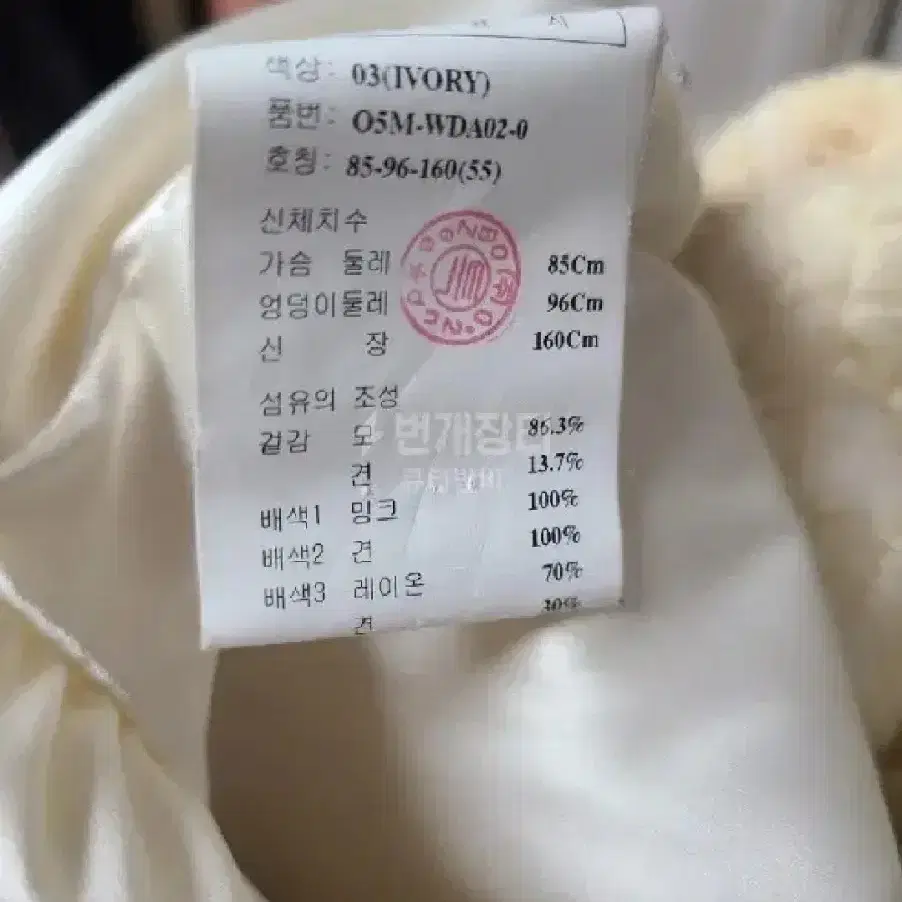 색상: 03(IVORY)
품번: O5M-WDA02-0
호칭: 85-96-160(55)
신체치수
가슴 둘레 85Cm
엉덩이둘레 96Cm
신 장 160Cm
섬유의 조성
겉감 모 86.3%
견 13.7%
배색1 밍크 100%
배색2 견 100%
배색3 레이온 70%
견
번개장터